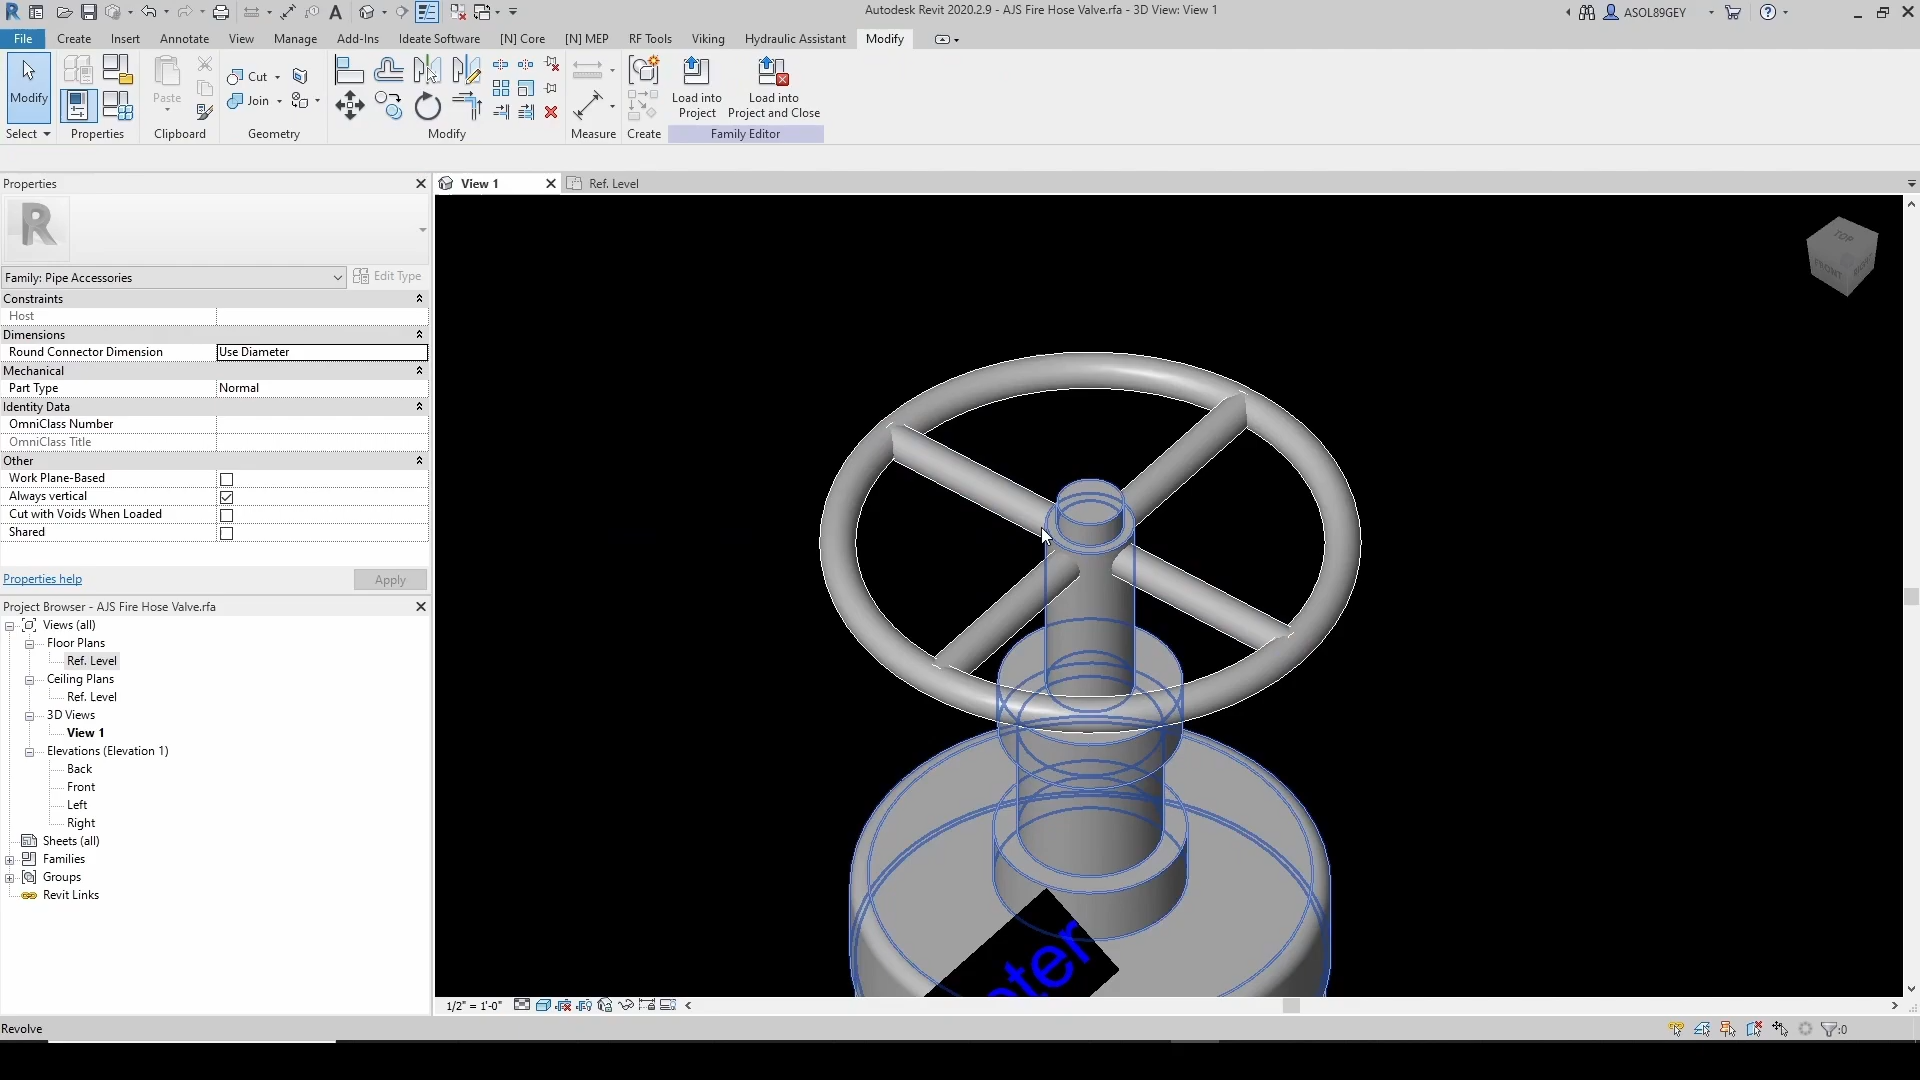 Autodesk Revit 2020.2.9 - AJS Fire Hose Valve.rfa - 3D View: View 1
ASOL89GEY
File Create Insert Annotate View Manage Add-Ins Ideate Software [N] Core [N] MEP RF Tools Viking Hydraulic Assistant Modify
Modify
Paste
Cut
Join
Load into Project
Load into Project and Close
Select Properties Clipboard Geometry Modify Measure Create Family Editor
Properties
View 1
Ref. Level
TOP
FRONT
RIGHT
Family: Pipe Accessories
Edit Type
Constraints
Host
Dimensions
Round Connector Dimension Use Diameter
Mechanical
Part Type Normal
Identity Data
OmniClass Number
OmniClass Title
Other
Work Plane-Based
Always vertical
Cut with Voids When Loaded
Shared
Properties help
Apply
Project Browser - AJS Fire Hose Valve.rfa
Views (all)
Floor Plans
Ref. Level
Ceiling Plans
Ref. Level
3D Views
View 1
Elevations (Elevation 1)
Back
Front
Left
Right
Sheets (all)
Families
Groups
Revit Links
eter
1/2" = 1'-0"
Revolve
:0